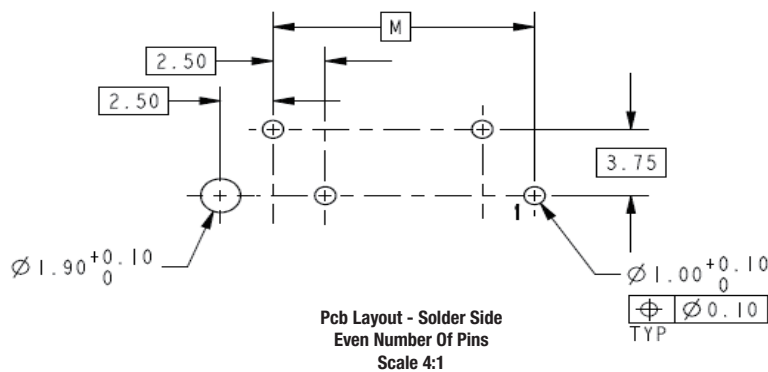 M
2.50
2.50
3.75
1
Ø1.90 +0.10 0
Ø1.00 +0.10 0
⌖ Ø0.10
TYP
Pcb Layout - Solder Side
Even Number Of Pins
Scale 4:1